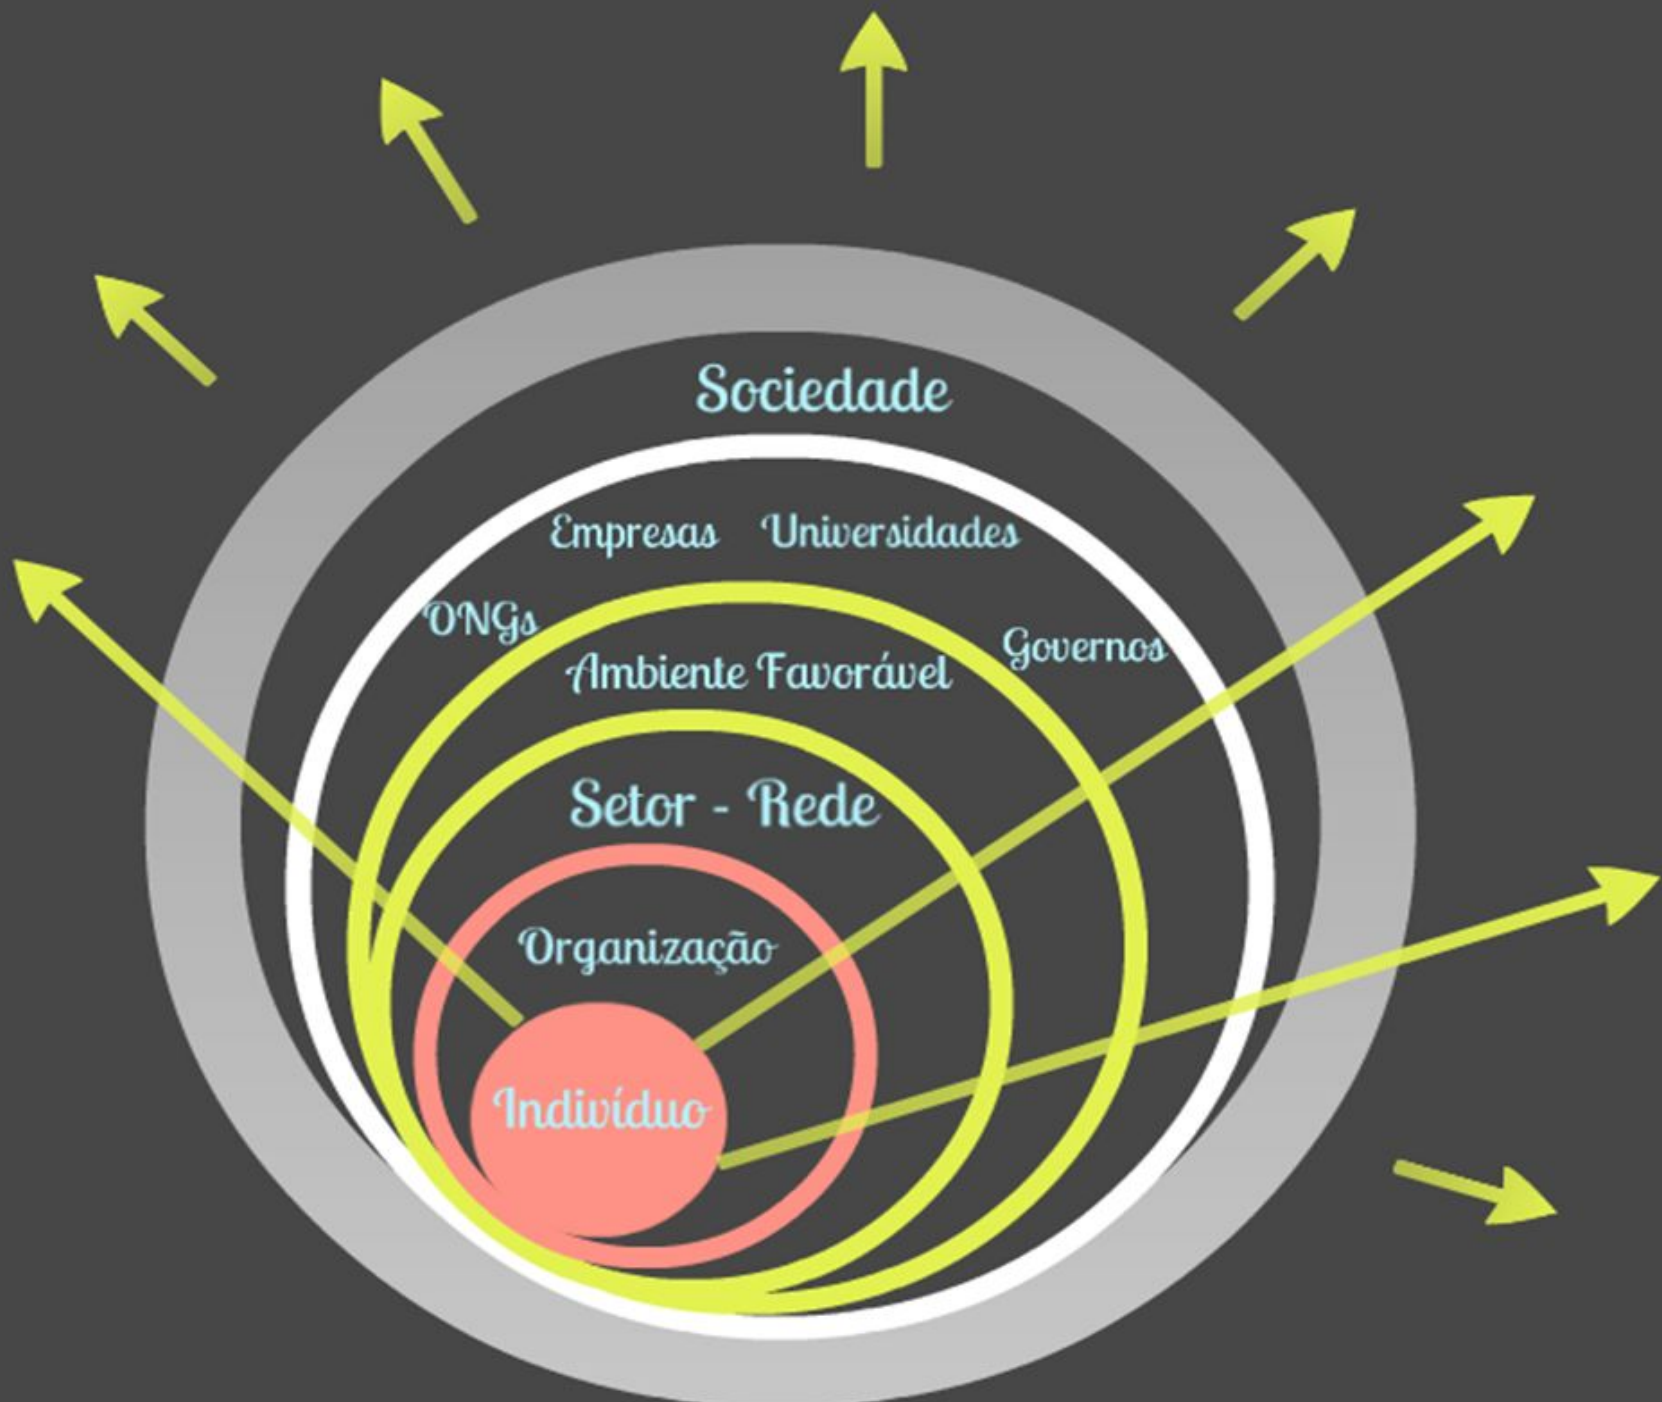 Sociedade
Empresas Universidades
ONGs
Governos
Ambiente Favorável
Setor - Rede
Organização
Indivíduo